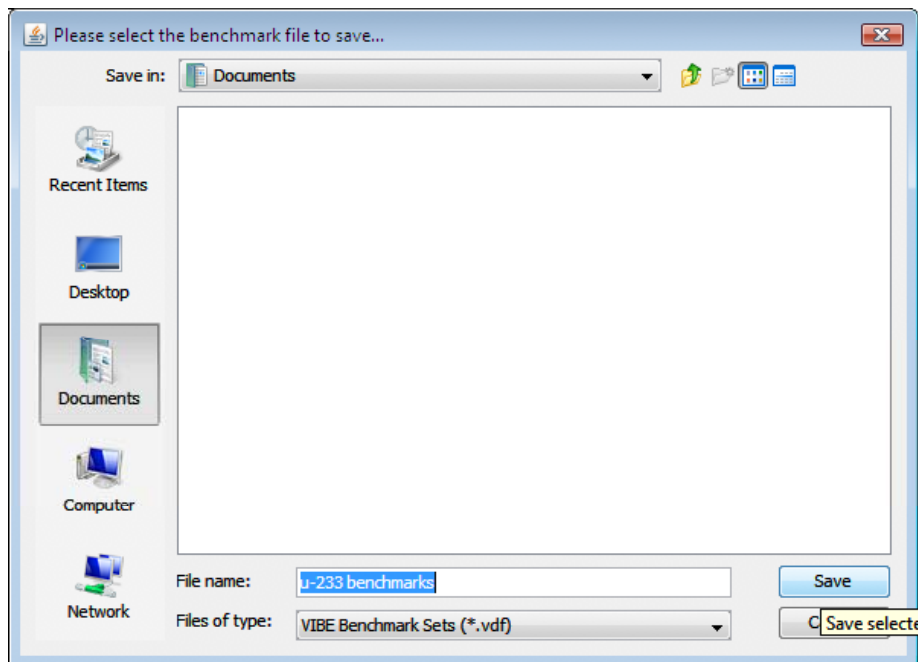 Please select the benchmark file to save...
Save in: Documents
Recent Items
Desktop
Documents
Computer
Network
File name: u-233 benchmarks Save
Files of type: VIBE Benchmark Sets (*.vdf) C
Save selecte